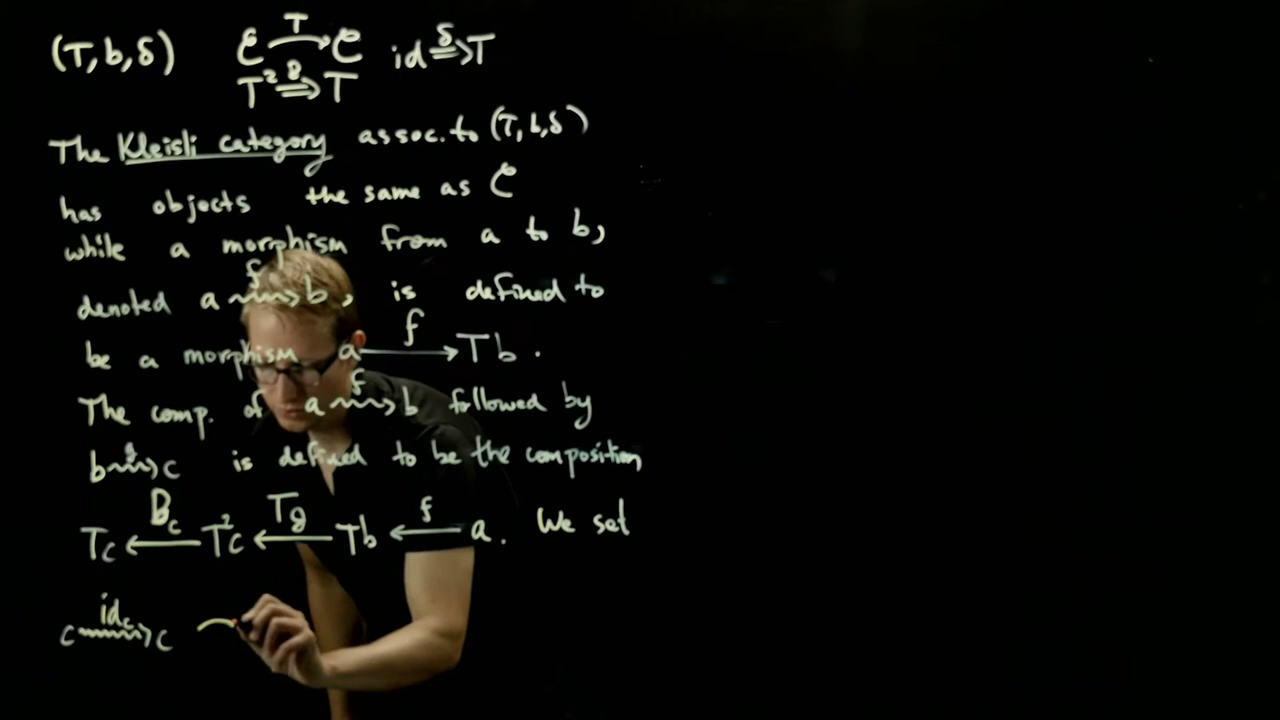 (T, b, δ) C —T→ C id =δ⇒ T
T² =B⇒ T
The Kleisli category assoc. to (T, b, δ)
has objects the same as C
while a morphism from a to b,
denoted a ~f~> b, is defined to
be a morphism a —f→ Tb.
The comp. of a ~f~> b followed by
b ~g~> c is defined to be the composition
Tc ←B_c— T²c ←Tg— Tb ←f— a. We set
c ~id_c~> c